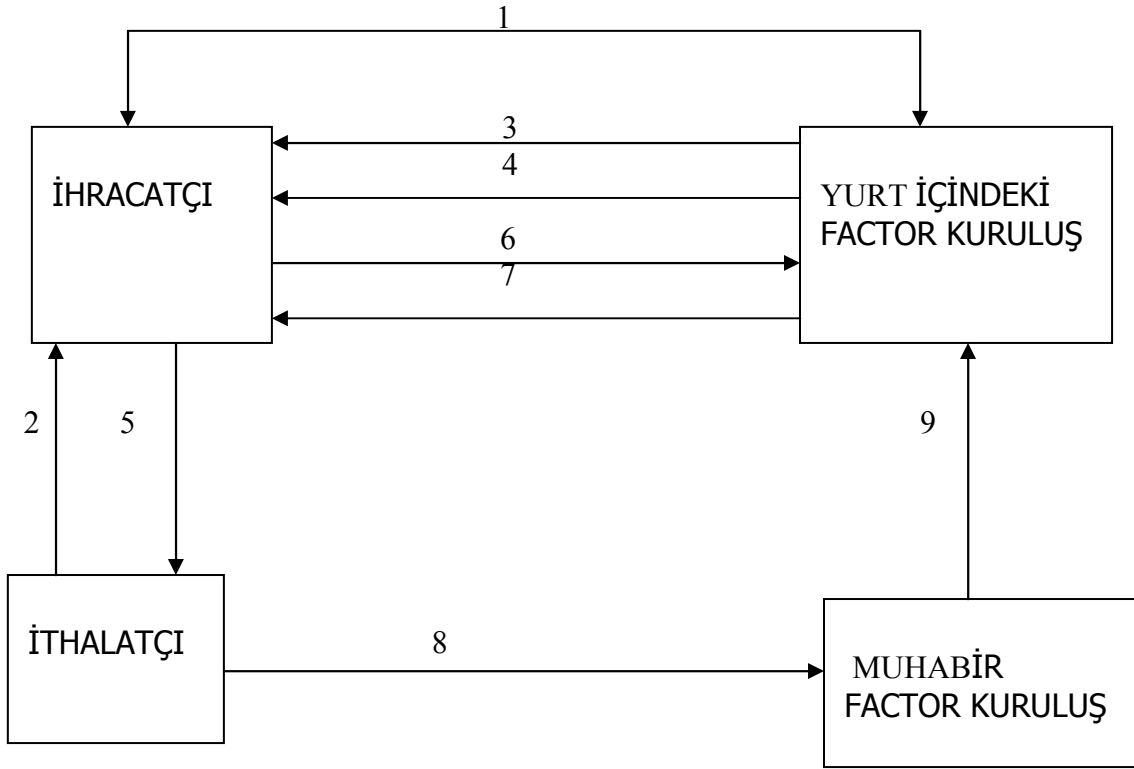 1
3
4
6
7
İHRACATÇI
YURT İÇİNDEKİ
FACTOR KURULUŞ
2
5
9
İTHALATÇI
8
MUHABİR
FACTOR KURULUŞ